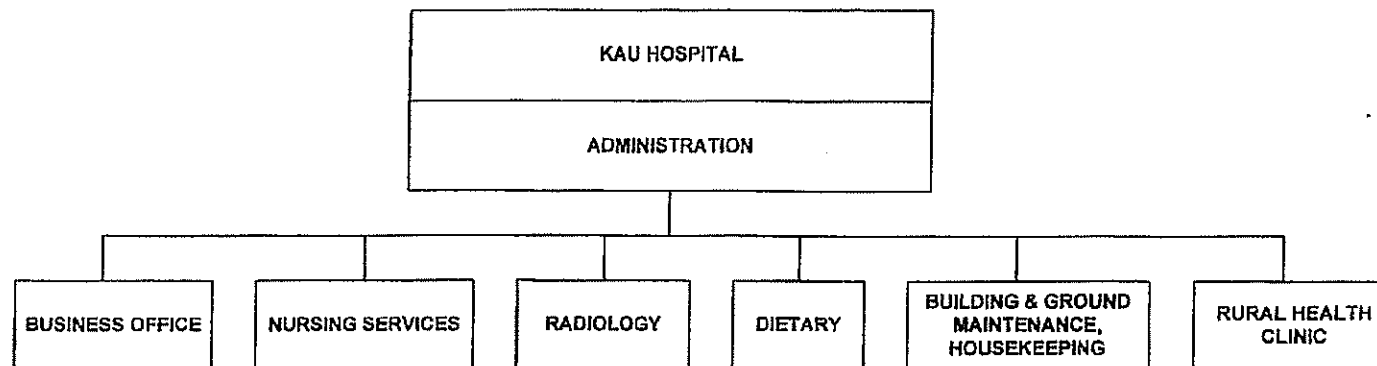 KAU HOSPITAL
ADMINISTRATION
BUSINESS OFFICE
NURSING SERVICES
RADIOLOGY
DIETARY
BUILDING & GROUND
MAINTENANCE,
HOUSEKEEPING
RURAL HEALTH
CLINIC